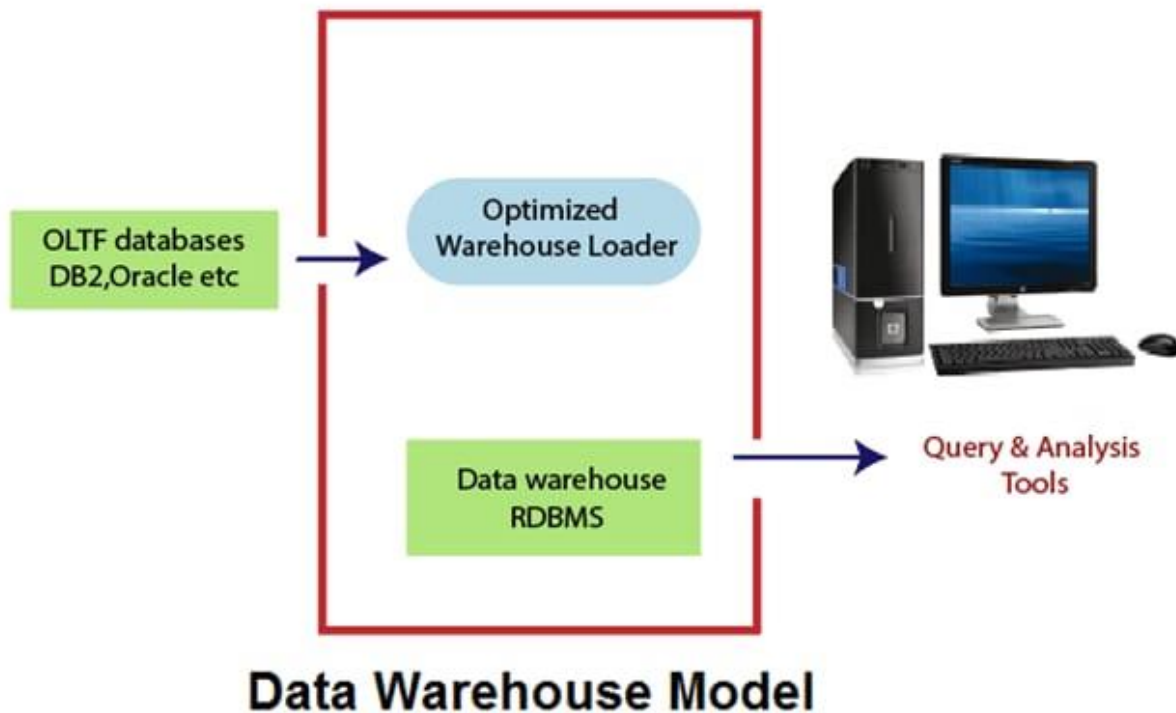 OLTF databases
DB2,Oracle etc
Optimized
Warehouse Loader
Data warehouse
RDBMS
Query & Analysis
Tools
Data Warehouse Model